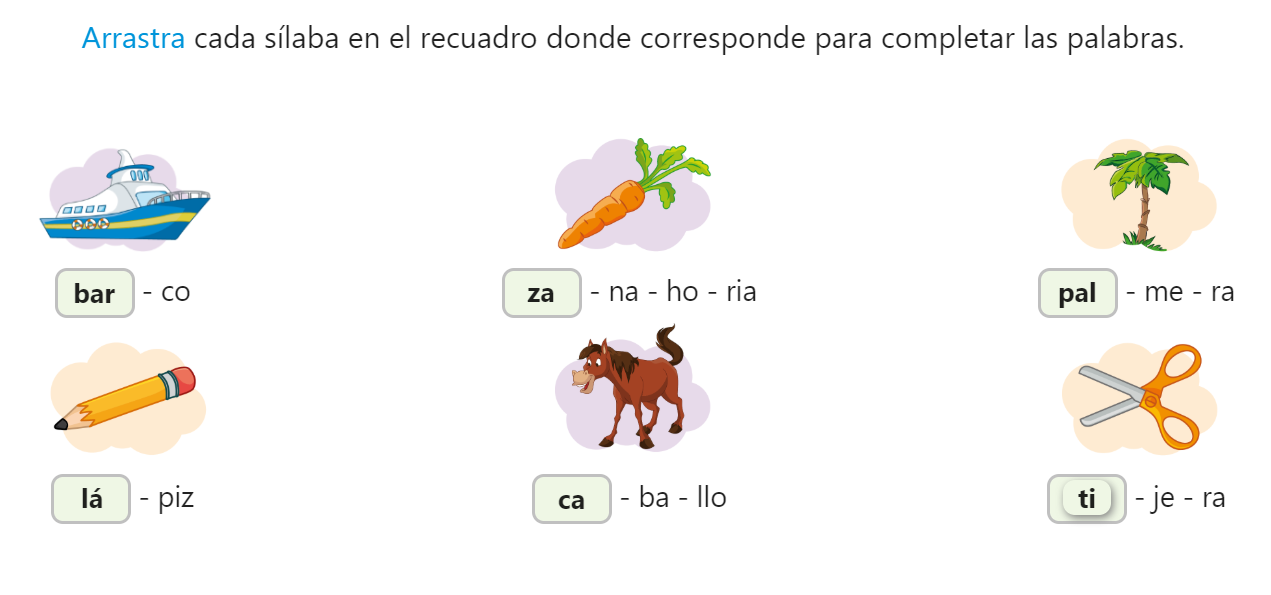 Arrastra cada sílaba en el recuadro donde corresponde para completar las palabras.
bar - co
za - na - ho - ria
pal - me - ra
lá - piz
ca - ba - llo
ti - je - ra